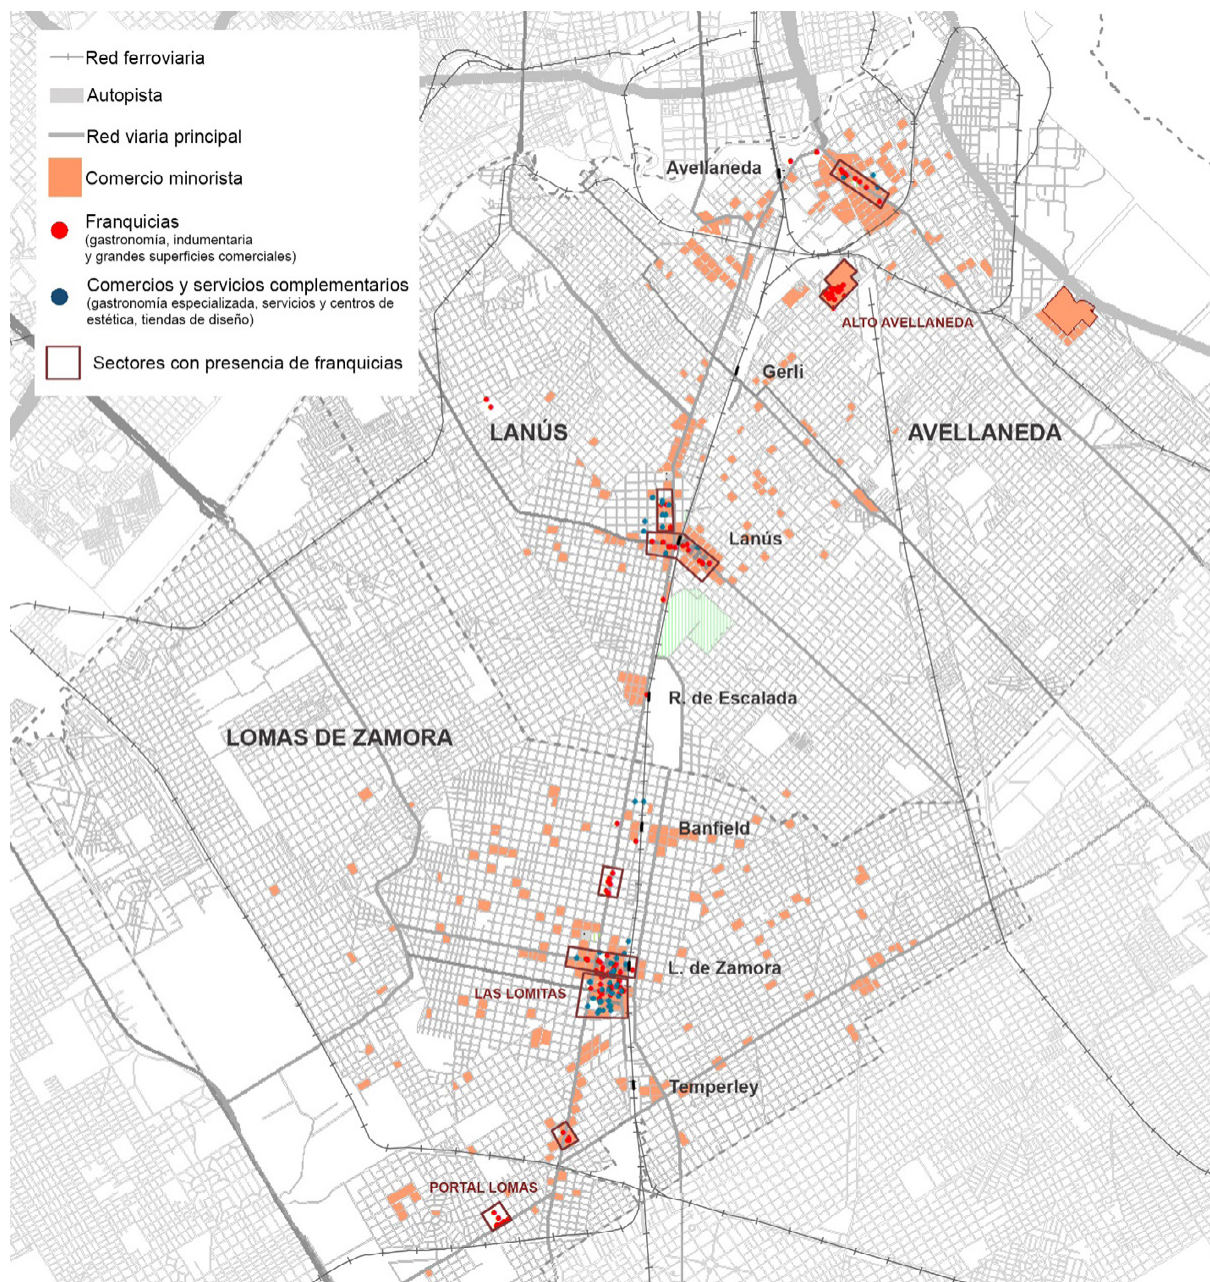 Red ferroviaria
Autopista
Red viaria principal
Comercio minorista
Franquicias
(gastronomía, indumentaria
y grandes superficies comerciales)
Comercios y servicios complementarios
(gastronomía especializada, servicios y centros de
estética, tiendas de diseño)
Sectores con presencia de franquicias
Avellaneda
ALTO AVELLANEDA
Gerli
LANÚS
AVELLANEDA
Lanús
R. de Escalada
LOMAS DE ZAMORA
Banfield
L. de Zamora
LAS LOMITAS
Temperley
PORTAL LOMAS